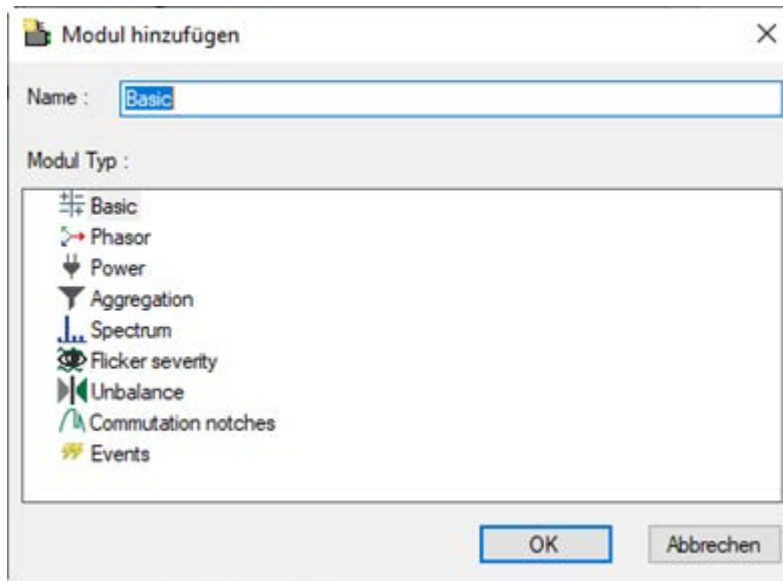 Modul hinzufügen
Name : Basic
Modul Typ :
Basic
Phasor
Power
Aggregation
Spectrum
Flicker severity
Unbalance
Commutation notches
Events
OK Abbrechen